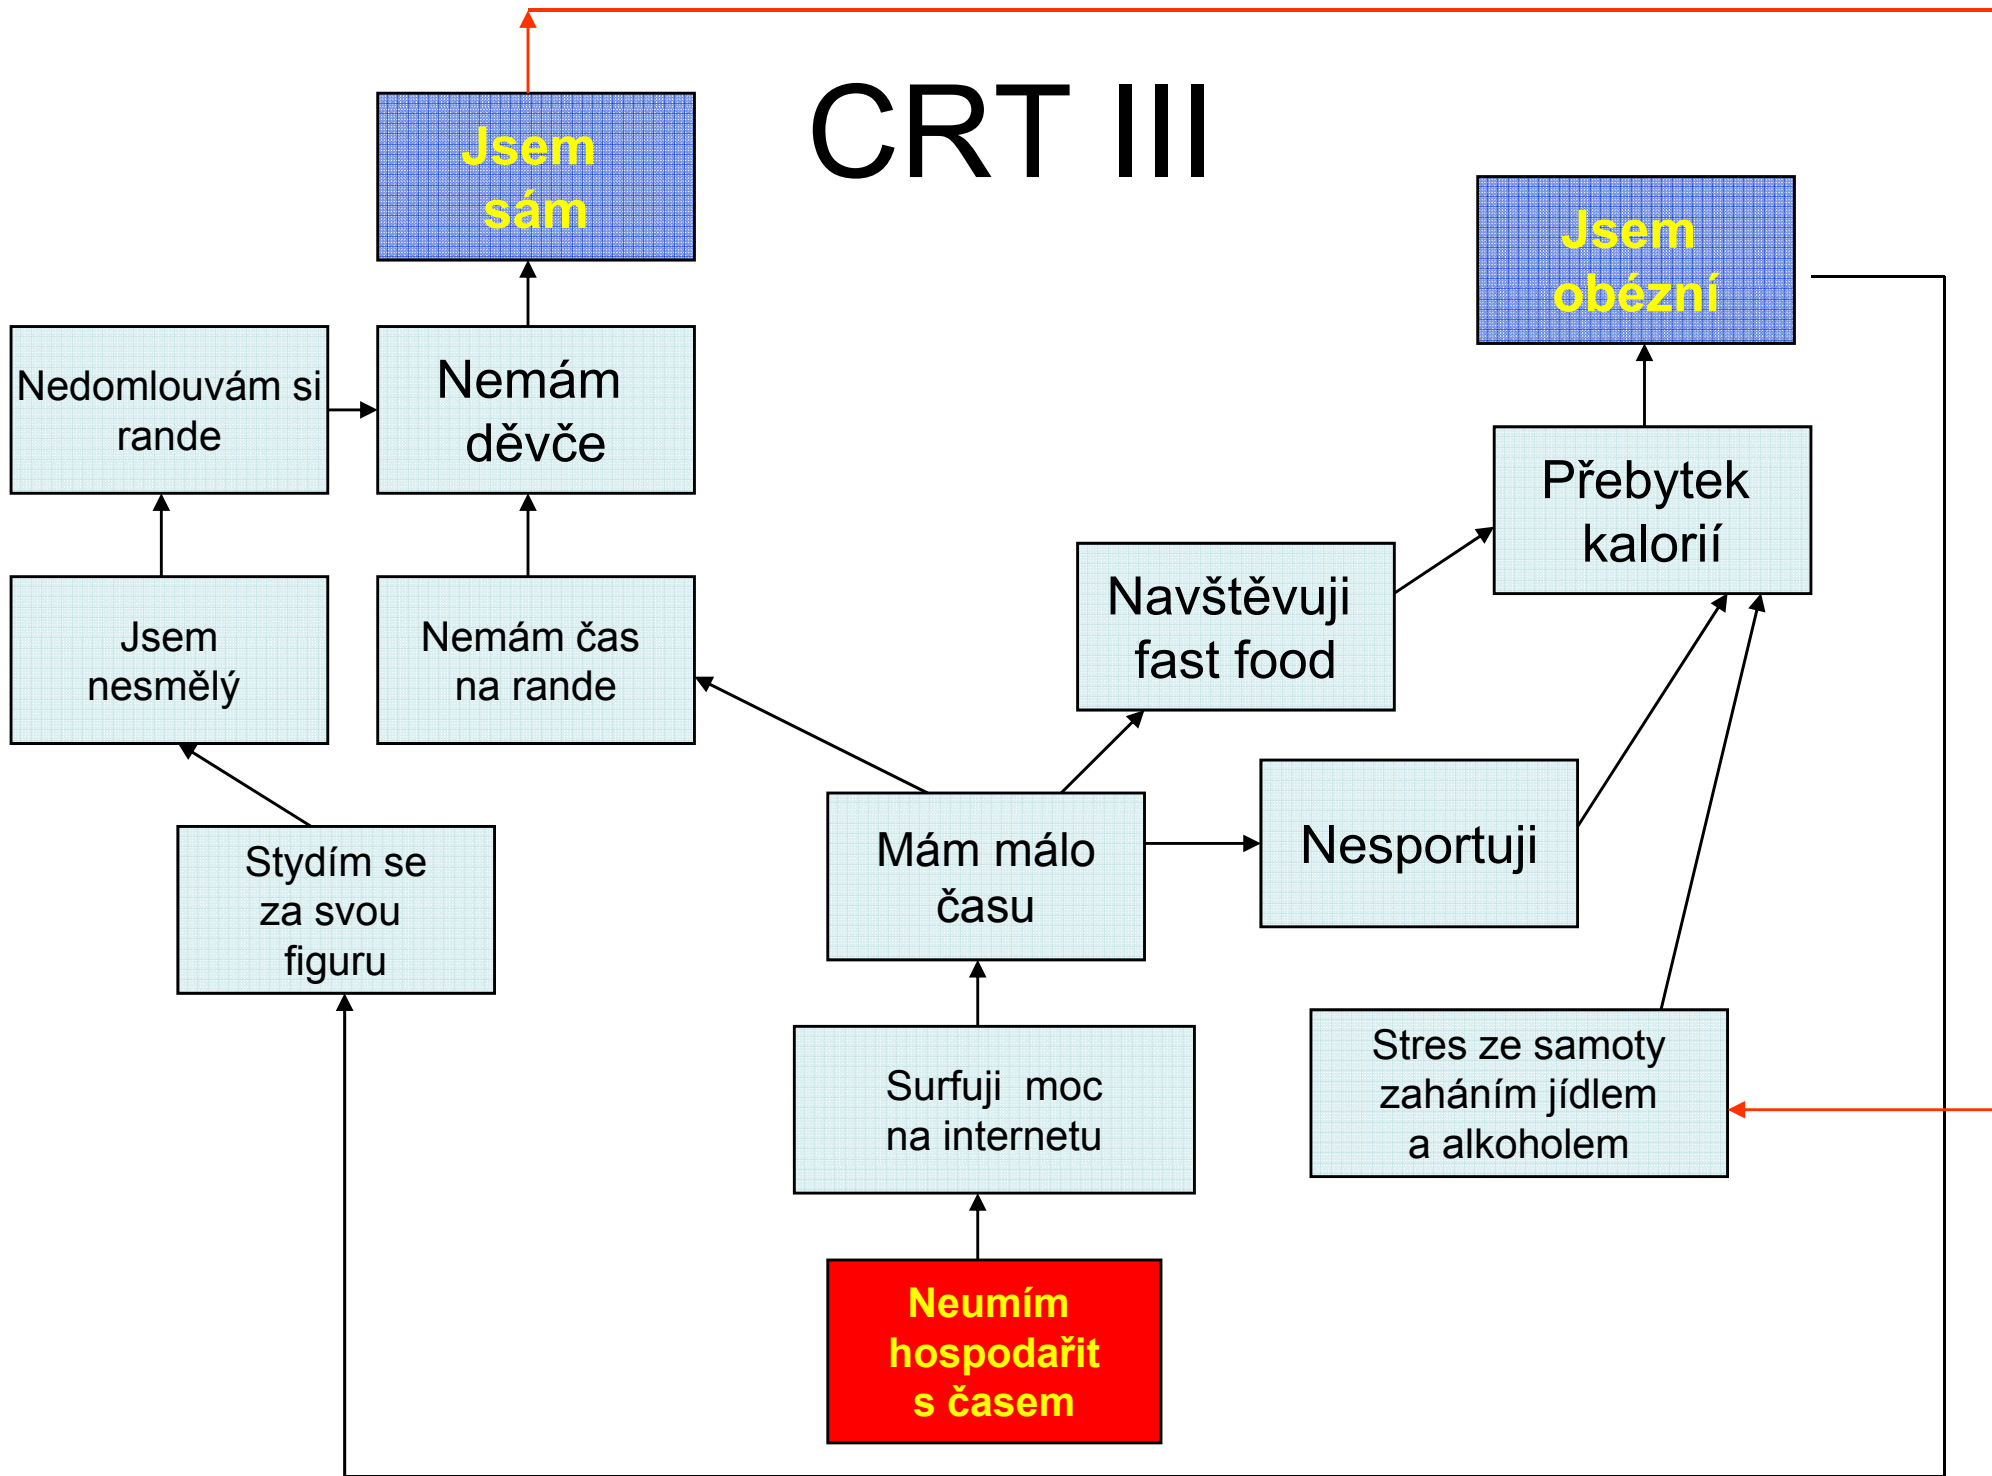 CRT III
Jsem
sám
Jsem
obézní
Nedomlouvám si
rande
Nemám
děvče
Přebytek
kalorií
Navštěvuji
fast food
Jsem
nesmělý
Nemám čas
na rande
Stydím se
za svou
figuru
Mám málo
času
Nesportuji
Surfuji  moc
na internetu
Stres ze samoty
zaháním jídlem
a alkoholem
Neumím
hospodařit
s časem